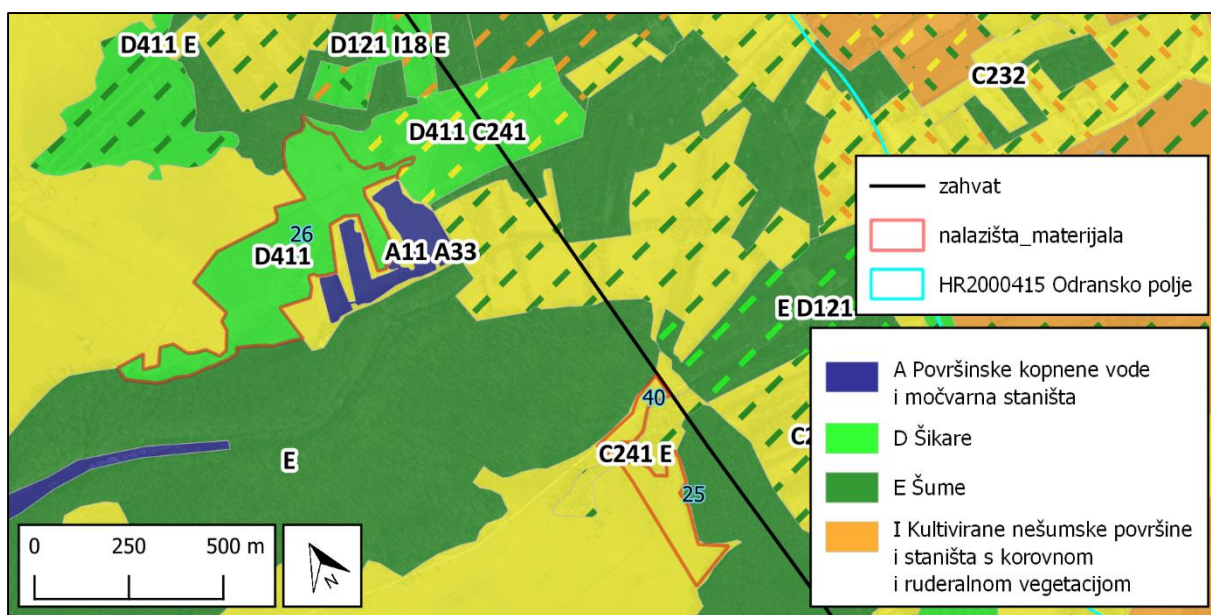 D411 E
D121 I18 E
C232
D411 C241
zahvat
nalazišta_materijala
HR2000415 Odransko polje
26
D411
A11 A33
E D121
A Površinske kopnene vode
i močvarna staništa
D Šikare
E Šume
I Kultivirane nešumske površine
i staništa s korovnom
i ruderalnom vegetacijom
40
C241 E
E
25
0 250 500 m
N